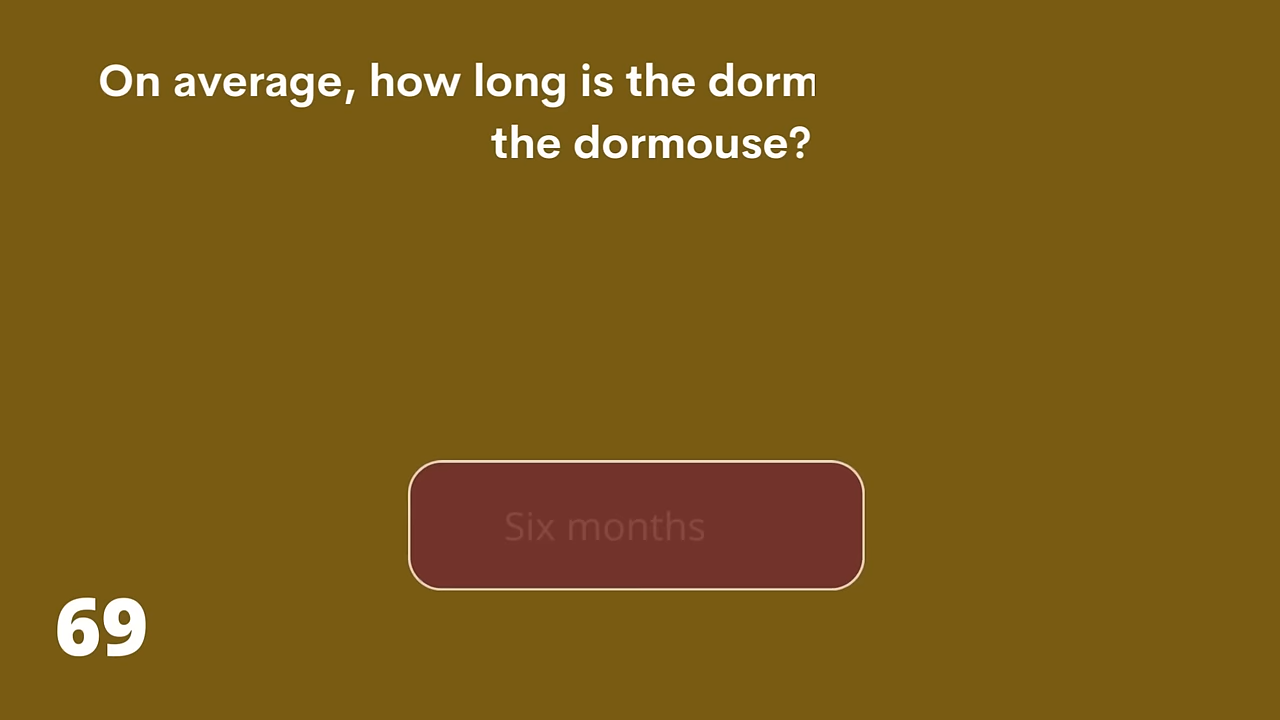 On average, how long is the dorm
the dormouse?
Six months
69